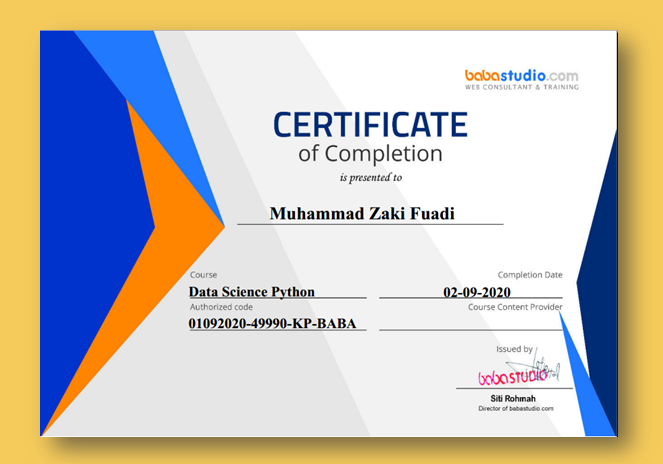 babastudio.com
WEB CONSULTANT & TRAINING
CERTIFICATE
of Completion
is presented to
Muhammad Zaki Fuadi
Course
Completion Date
Data Science Python
02-09-2020
Authorized code
Course Content Provider
01092020-49990-KP-BABA
Issued by
babastudio
Siti Rohmah
Director of babastudio.com